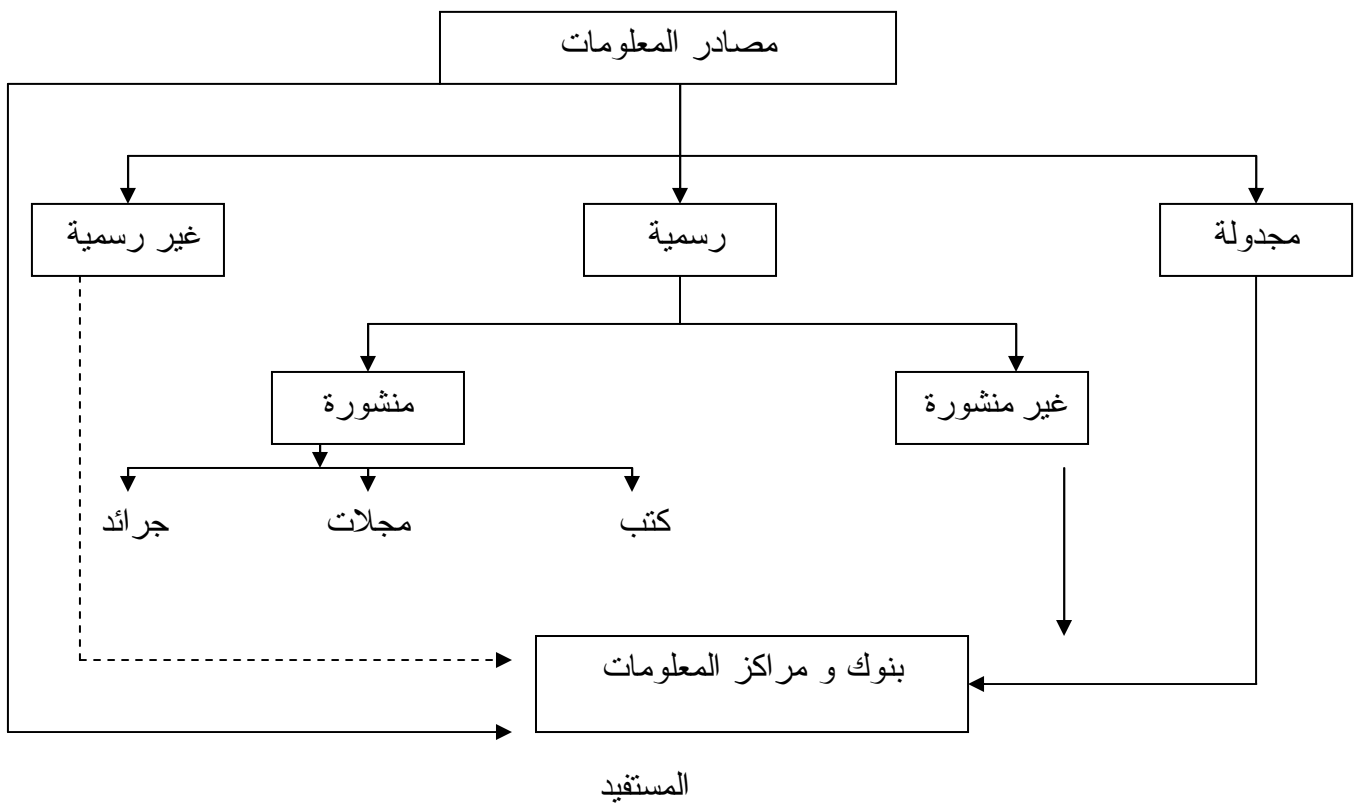 مصادر المعلومات
مجدولة
رسمية
غير رسمية
غير منشورة
منشورة
كتب
مجلات
جرائد
بنوك و مراكز المعلومات
المستفيد